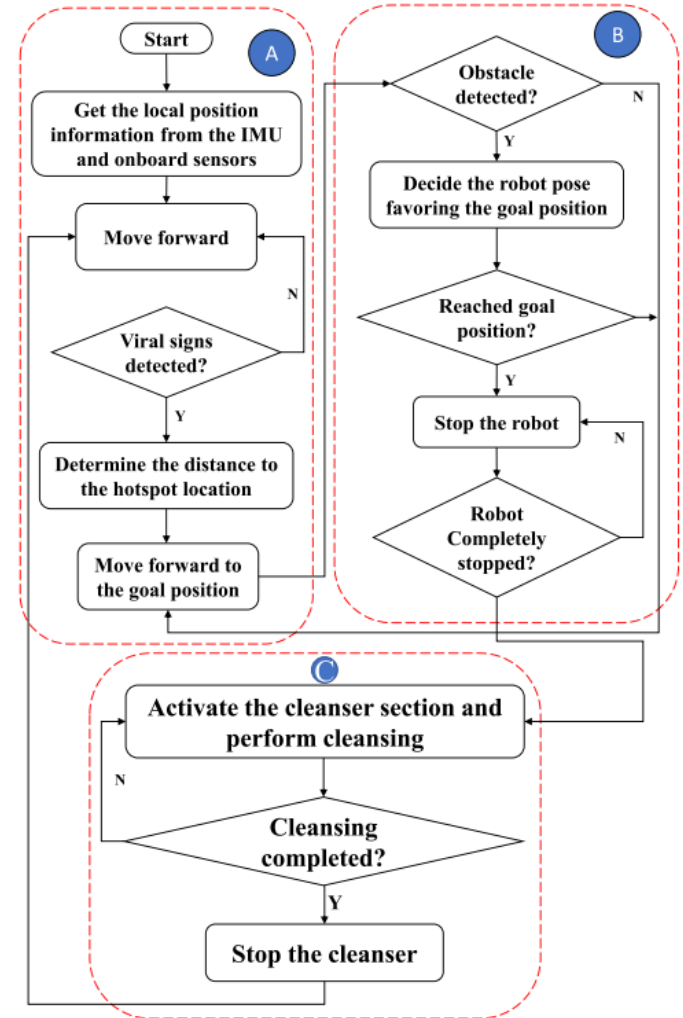 Start
A
Get the local position
information from the IMU
and onboard sensors
Move forward
N
Viral signs
detected?
Y
Determine the distance to
the hotspot location
Move forward to
the goal position
B
Obstacle
detected?
N
Y
Decide the robot pose
favoring the goal position
Reached goal
position?
Y
Stop the robot
N
Robot
Completely
stopped?
C
Activate the cleanser section and
perform cleansing
N
Cleansing
completed?
Y
Stop the cleanser